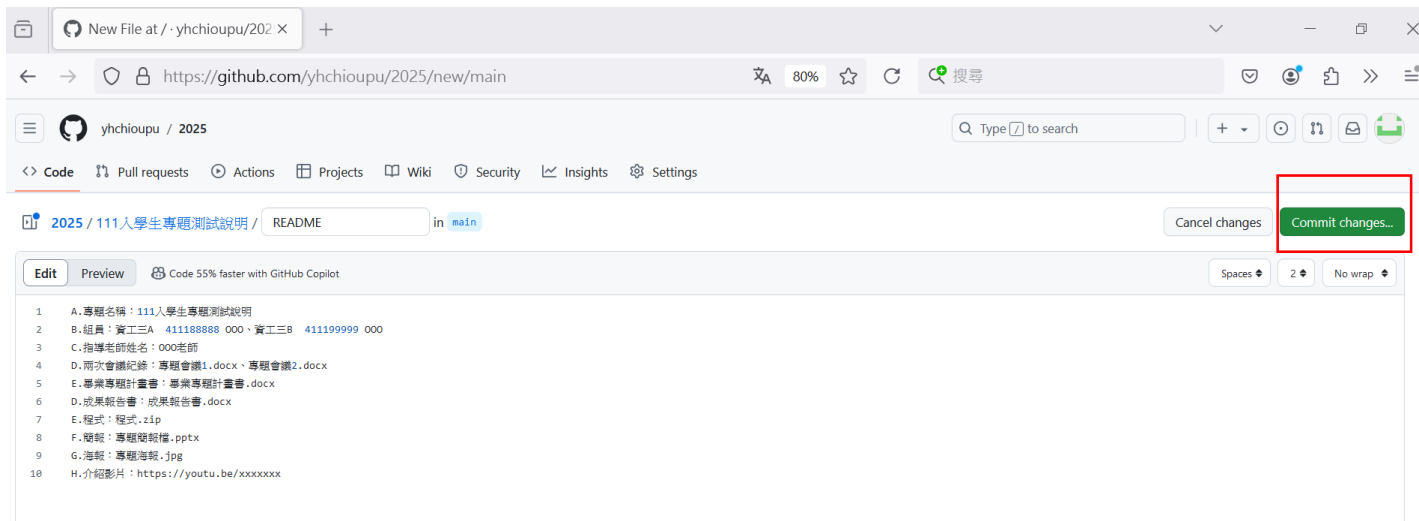 New File at / · yhchioupu/202
https://github.com/yhchioupu/2025/new/main
80%
搜尋
yhchioupu / 2025
Type / to search
Code Pull requests Actions Projects Wiki Security Insights Settings
2025 / 111入學生專題測試說明 / README in main
Cancel changes Commit changes...
Edit Preview Code 55% faster with GitHub Copilot
Spaces 2 No wrap
1 A.專題名稱：111入學生專題測試說明
2 B.組員：資工三A 411188888 OOO、資工三B 411199999 OOO
3 C.指導老師姓名：OOO老師
4 D.兩次會議紀錄：專題會議1.docx、專題會議2.docx
5 E.畢業專題計畫書：畢業專題計畫書.docx
6 D.成果報告書：成果報告書.docx
7 E.程式：程式.zip
8 F.簡報：專題簡報檔.pptx
9 G.海報：專題海報.jpg
10 H.介紹影片：https://youtu.be/xxxxxxx